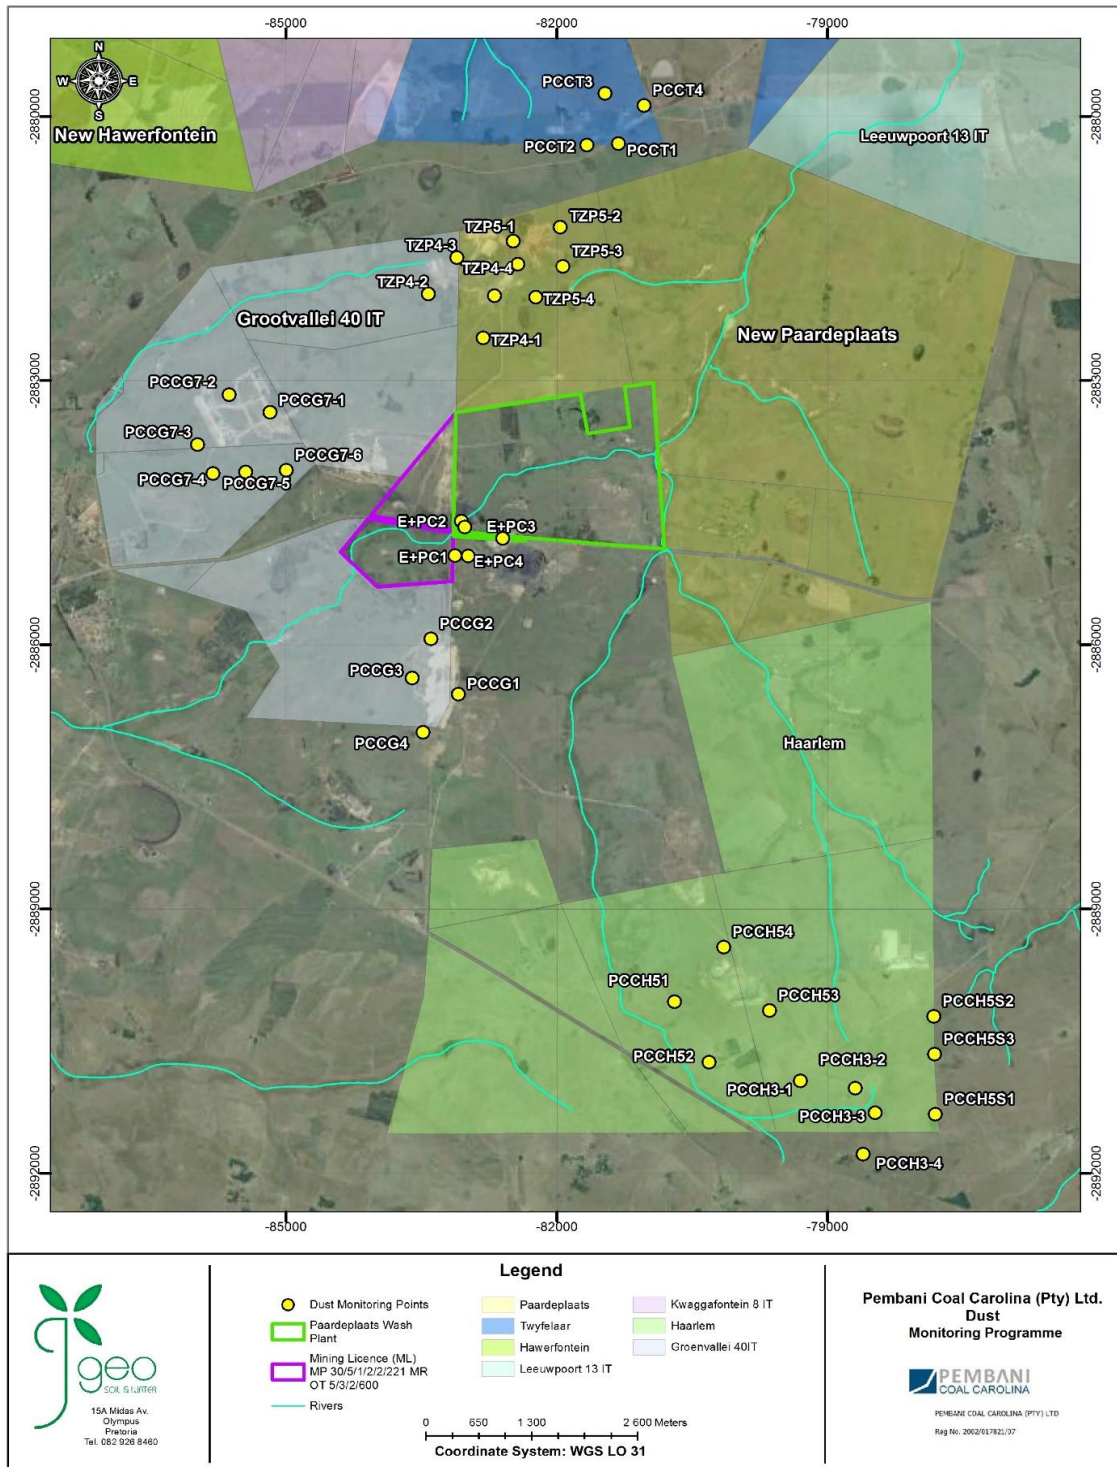 -85000
-82000
-79000
N
W
E
S
-2880000
-2880000
New Hawerfontein
PCCT3
PCCT4
PCCT2
PCCT1
Leeuwpoort 13 IT
TZP5-2
TZP5-1
TZP4-3
TZP5-3
TZP4-4
TZP4-2
TZP5-4
Grootvallei 40 IT
TZP4-1
New Paardeplaats
-2883000
-2883000
PCCG7-2
PCCG7-1
PCCG7-3
PCCG7-6
PCCG7-4
PCCG7-5
E+PC2
E+PC3
E+PC1
E+PC4
-2886000
-2886000
PCCG2
PCCG3
PCCG1
PCCG4
Haarlem
-2889000
-2889000
PCCH54
PCCH51
PCCH53
PCCH5S2
PCCH52
PCCH5S3
PCCH3-2
PCCH3-1
PCCH3-3
PCCH5S1
PCCH3-4
-2892000
-2892000
-85000
-82000
-79000
geo
SOIL & WATER
15A Midas Av.
Olympus
Pretoria
Tel. 082 926 8460
Legend
Dust Monitoring Points
Paardeplaats Wash
Plant
Mining Licence (ML)
MP 30/5/1/2/2/221 MR
OT 5/3/2/600
Rivers
Paardeplaats
Twyfelaar
Hawerfontein
Leeuwpoort 13 IT
Kwaggafontein 8 IT
Haarlem
Groenvallei 40IT
0 650 1 300 2 600 Meters
Coordinate System: WGS LO 31
Pembani Coal Carolina (Pty) Ltd.
Dust
Monitoring Programme
PEMBANI
COAL CAROLINA
PEMBANI COAL CAROLINA (PTY) LTD
Reg No. 2002/017821/07